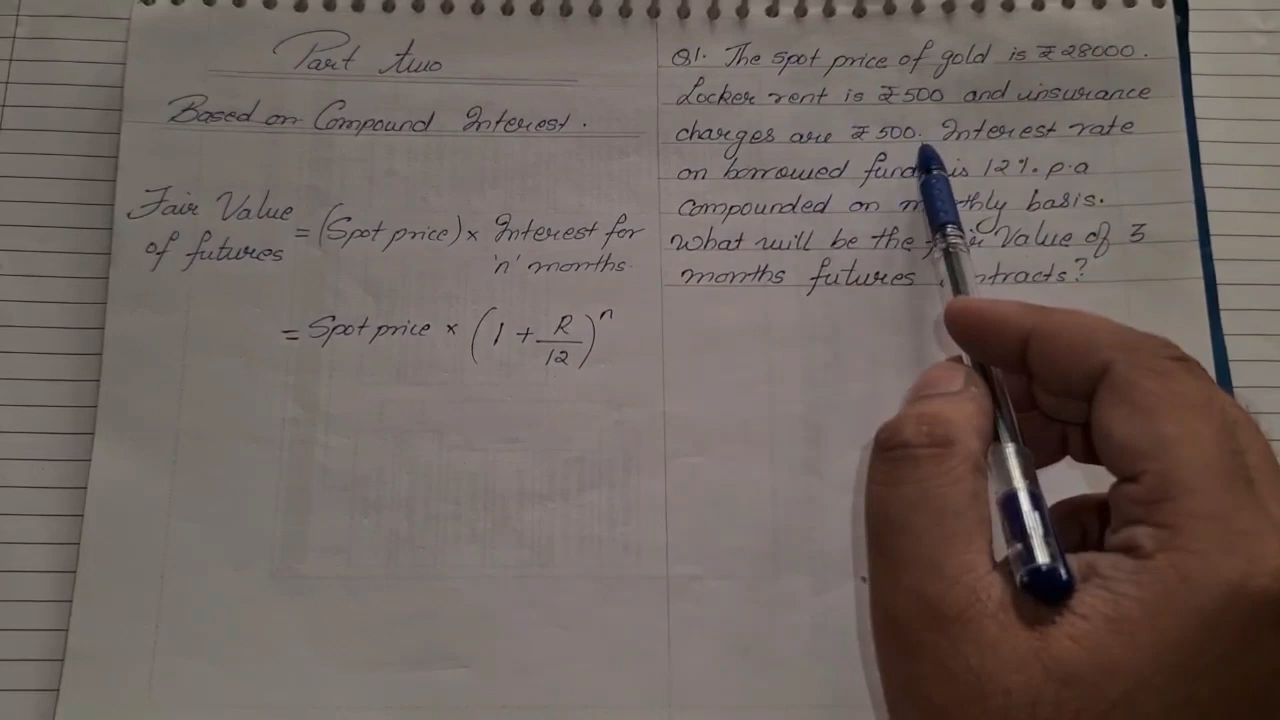 Part two
Based on Compound Interest.
Fair Value
of futures
= (Spot price) × Interest for
'n' months
= Spot price × (1 + R/12)^n
Q1. The spot price of gold is ₹28000.
Locker rent is ₹500 and insurance
charges are ₹500. Interest rate
on borrowed is 12% p.a
compounded on basis.
What will be the Value of 3
months futures